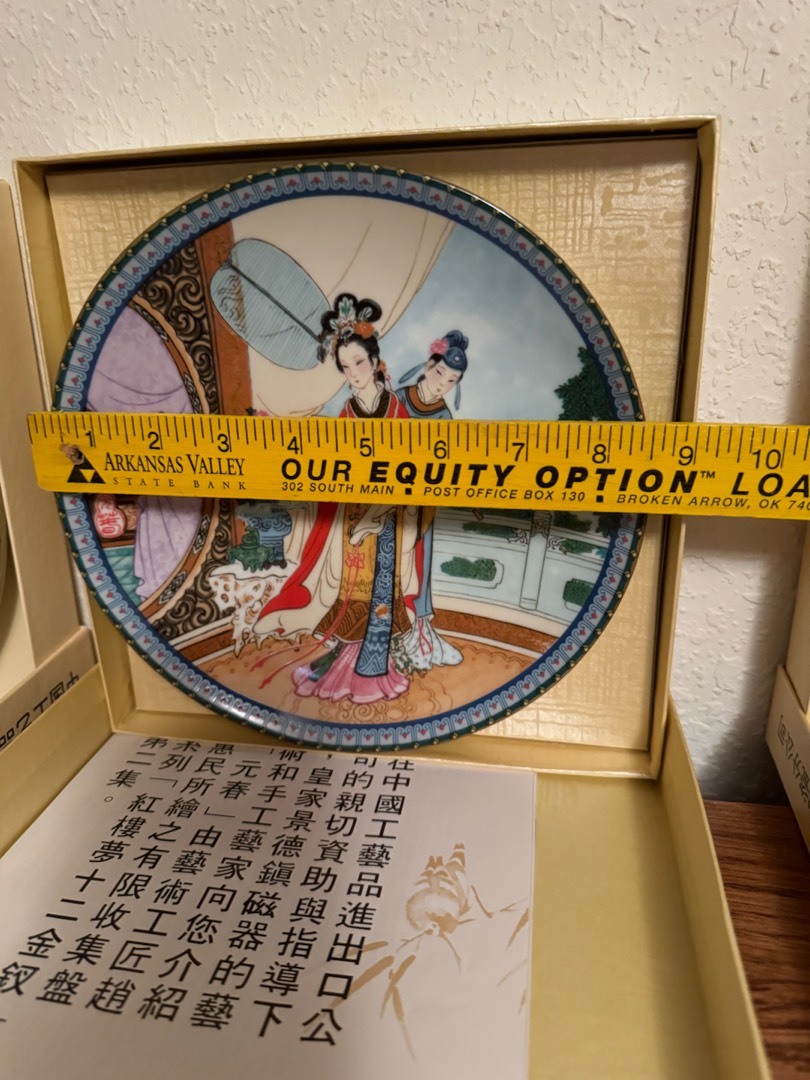 1 2 3 4 5 6 7 8 9 10
ARKANSAS VALLEY
STATE BANK
OUR EQUITY OPTION™ LOA
302 SOUTH MAIN • POST OFFICE BOX 130 • BROKEN ARROW, OK 740
在中國工藝品進出口公
司的親切資助與指導下
，皇家景德鎮磁器的藝
術和手工藝家向您介紹
「元春」由藝術工匠趙
惠民所繪之有限收集盤
系列「紅樓夢十二金釵
第二集。